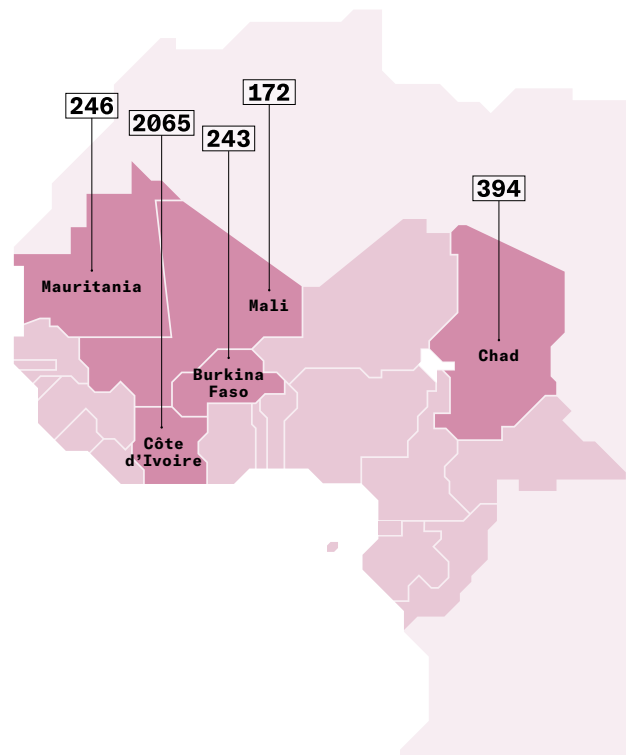 172
246
2065
243
394
Mauritania
Mali
Chad
Burkina
Faso
Côte
d’Ivoire